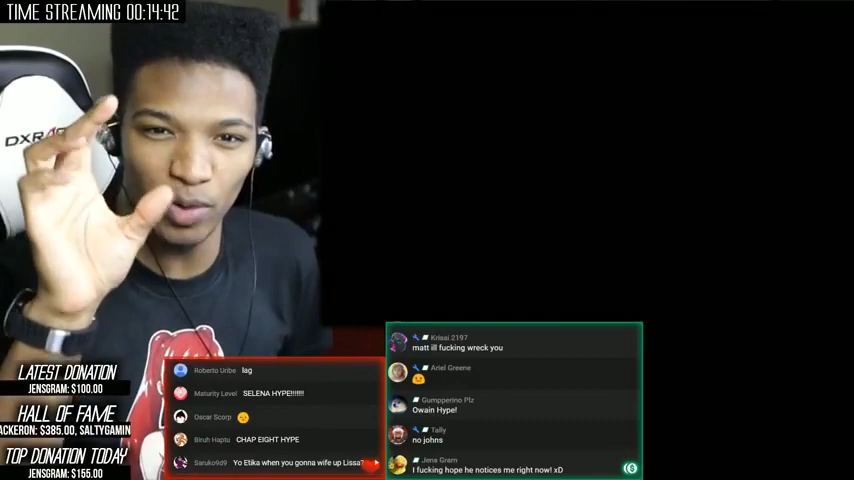 TIME STREAMING 00:14:42
DXRA
LATEST DONATION
JENSGRAM: $100.00
HALL OF FAME
ACKERON: $385.00, SALTYGAMIN
TOP DONATION TODAY
JENSGRAM: $155.00
Roberto Uribe lag
Maturity Level SELENA HYPE!!!!!!!
Oscar Scorp
Biruh Haptu CHAP EIGHT HYPE
Saruko9d9 Yo Etika when you gonna wife up Lissa?
Krissi 2197
matt ill fucking wreck you
Ariel Greene
Gumpperino Plz
Owain Hype!
Tally
no johns
Jens Gram
I fucking hope he notices me right now! xD